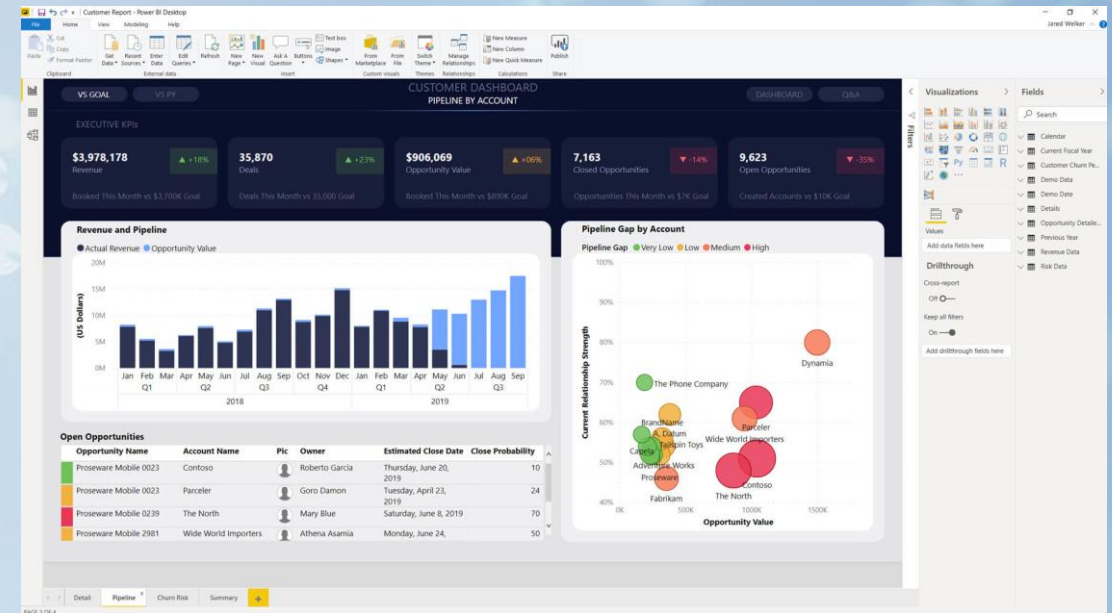 Customer Report - Power BI Desktop
Jared Welker
File Home View Modeling Help
Paste
Cut
Copy
Format Painter
Get Data
Recent Sources
Enter Data
Edit Queries
Refresh
New Page
New Visual
Ask A Question
Buttons
Text box
Image
Shapes
From Marketplace
From File
Switch Theme
Manage Relationships
New Measure
New Column
New Quick Measure
Publish
Clipboard External data Insert Custom visuals Themes Relationships Calculations Share
VS GOAL VS PY
CUSTOMER DASHBOARD
PIPELINE BY ACCOUNT
DASHBOARD Q&A
EXECUTIVE KPIs
$3,978,178 ▲ +18%
Revenue
Booked This Month vs $3,700K Goal
35,870 ▲ +23%
Deals
Deals This Month vs 35,000 Goal
$906,069 ▲ +06%
Opportunity Value
Booked This Month vs $890K Goal
7,163 ▼ -14%
Closed Opportunities
Opportunities This Month vs $7K Goal
9,623 ▼ -35%
Open Opportunities
Created Accounts vs $10K Goal
Revenue and Pipeline
Actual Revenue Opportunity Value
(US Dollars)
20M
15M
10M
5M
0M
Jan Feb Mar Apr May Jun Jul Aug Sep Oct Nov Dec Jan Feb Mar Apr May Jun Jul Aug Sep
Q1 Q2 Q3 Q4 Q1 Q2 Q3
2018 2019
Pipeline Gap by Account
Pipeline Gap Very Low Low Medium High
Current Relationship Strength
100%
90%
80%
70%
60%
50%
40%
Dynamia
The Phone Company
BrandName
Parceler
A. Datum
Wide World Importers
Tailspin Toys
Capela
Adventure Works
Proseware
Contoso
Fabrikam
The North
0K 500K 1000K 1500K
Opportunity Value
Open Opportunities
Opportunity Name Account Name Pic Owner Estimated Close Date Close Probability
Proseware Mobile 0023 Contoso Roberto Garcia Thursday, June 20, 2019 10
Proseware Mobile 0023 Parceler Goro Damon Tuesday, April 23, 2019 24
Proseware Mobile 0239 The North Mary Blue Saturday, June 8, 2019 70
Proseware Mobile 2981 Wide World Importers Athena Asamia Monday, June 24, 50
Filters
Visualizations
Values
Add data fields here
Drillthrough
Cross-report
Off
Keep all filters
On
Add drillthrough fields here
Fields
Search
Calendar
Current Fiscal Year
Customer Churn Pe...
Demo Data
Demo Date
Details
Opportunity Detaile...
Previous Year
Revenue Data
Risk Data
Detail Pipeline Churn Risk Summary +